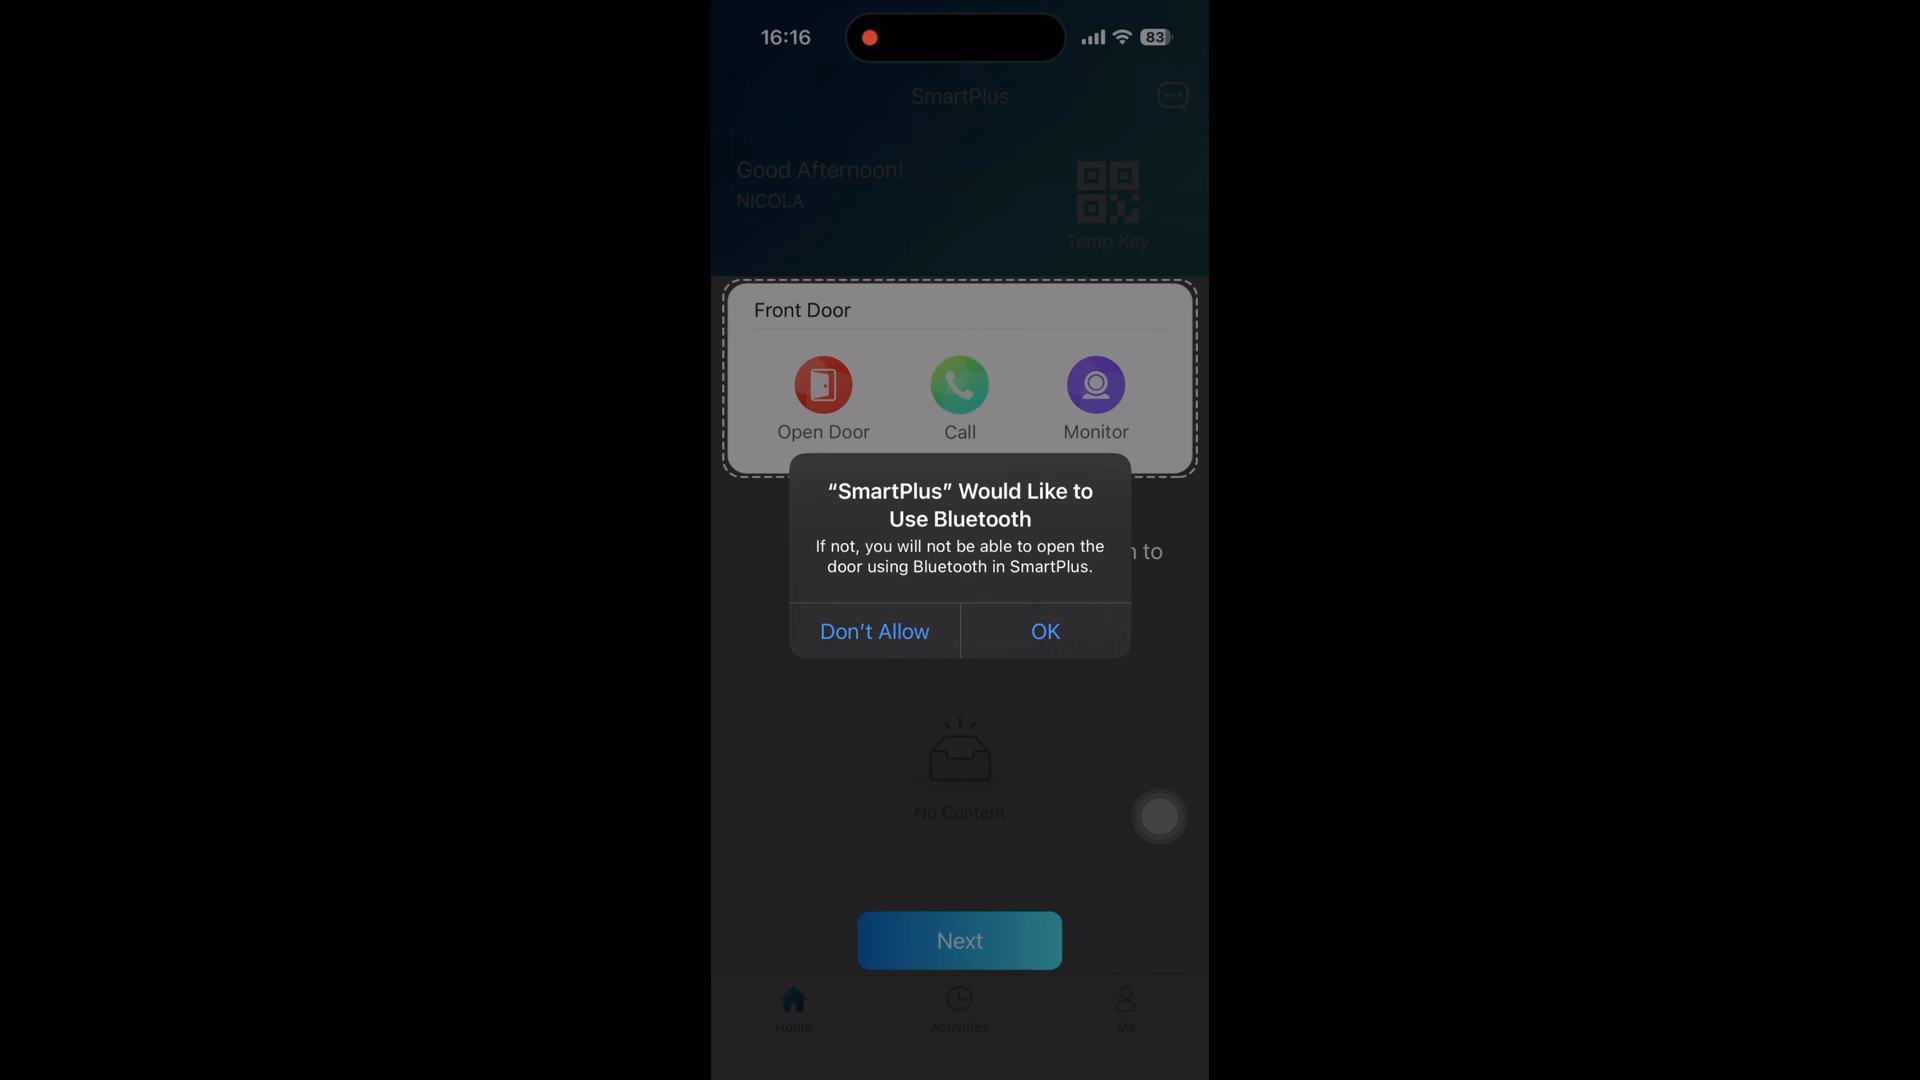 16:16
83
SmartPlus
Good Afternoon!
NICOLA
Temp Key
Front Door
Open Door
Call
Monitor
“SmartPlus” Would Like to
Use Bluetooth
If not, you will not be able to open the
door using Bluetooth in SmartPlus.
to
Don’t Allow
OK
No Content
Next
Home
Activities
Me